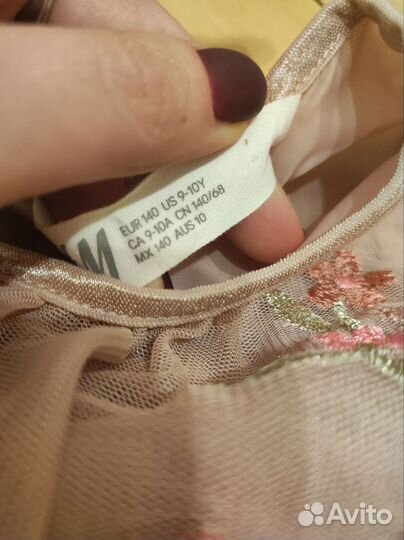 M
EUR 140 US 9-10Y
CA 9-10A CN 140/68
MX 140 AUS 10
Avito